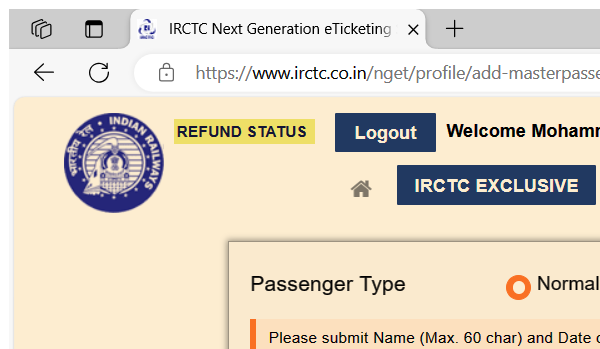 IRCTC Next Generation eTicketing
https://www.irctc.co.in/nget/profile/add-masterpasse
REFUND STATUS
Logout
Welcome Moham
INDIAN RAILWAYS
भारतीय रेल
IRCTC EXCLUSIVE
Passenger Type
Normal
Please submit Name (Max. 60 char) and Date